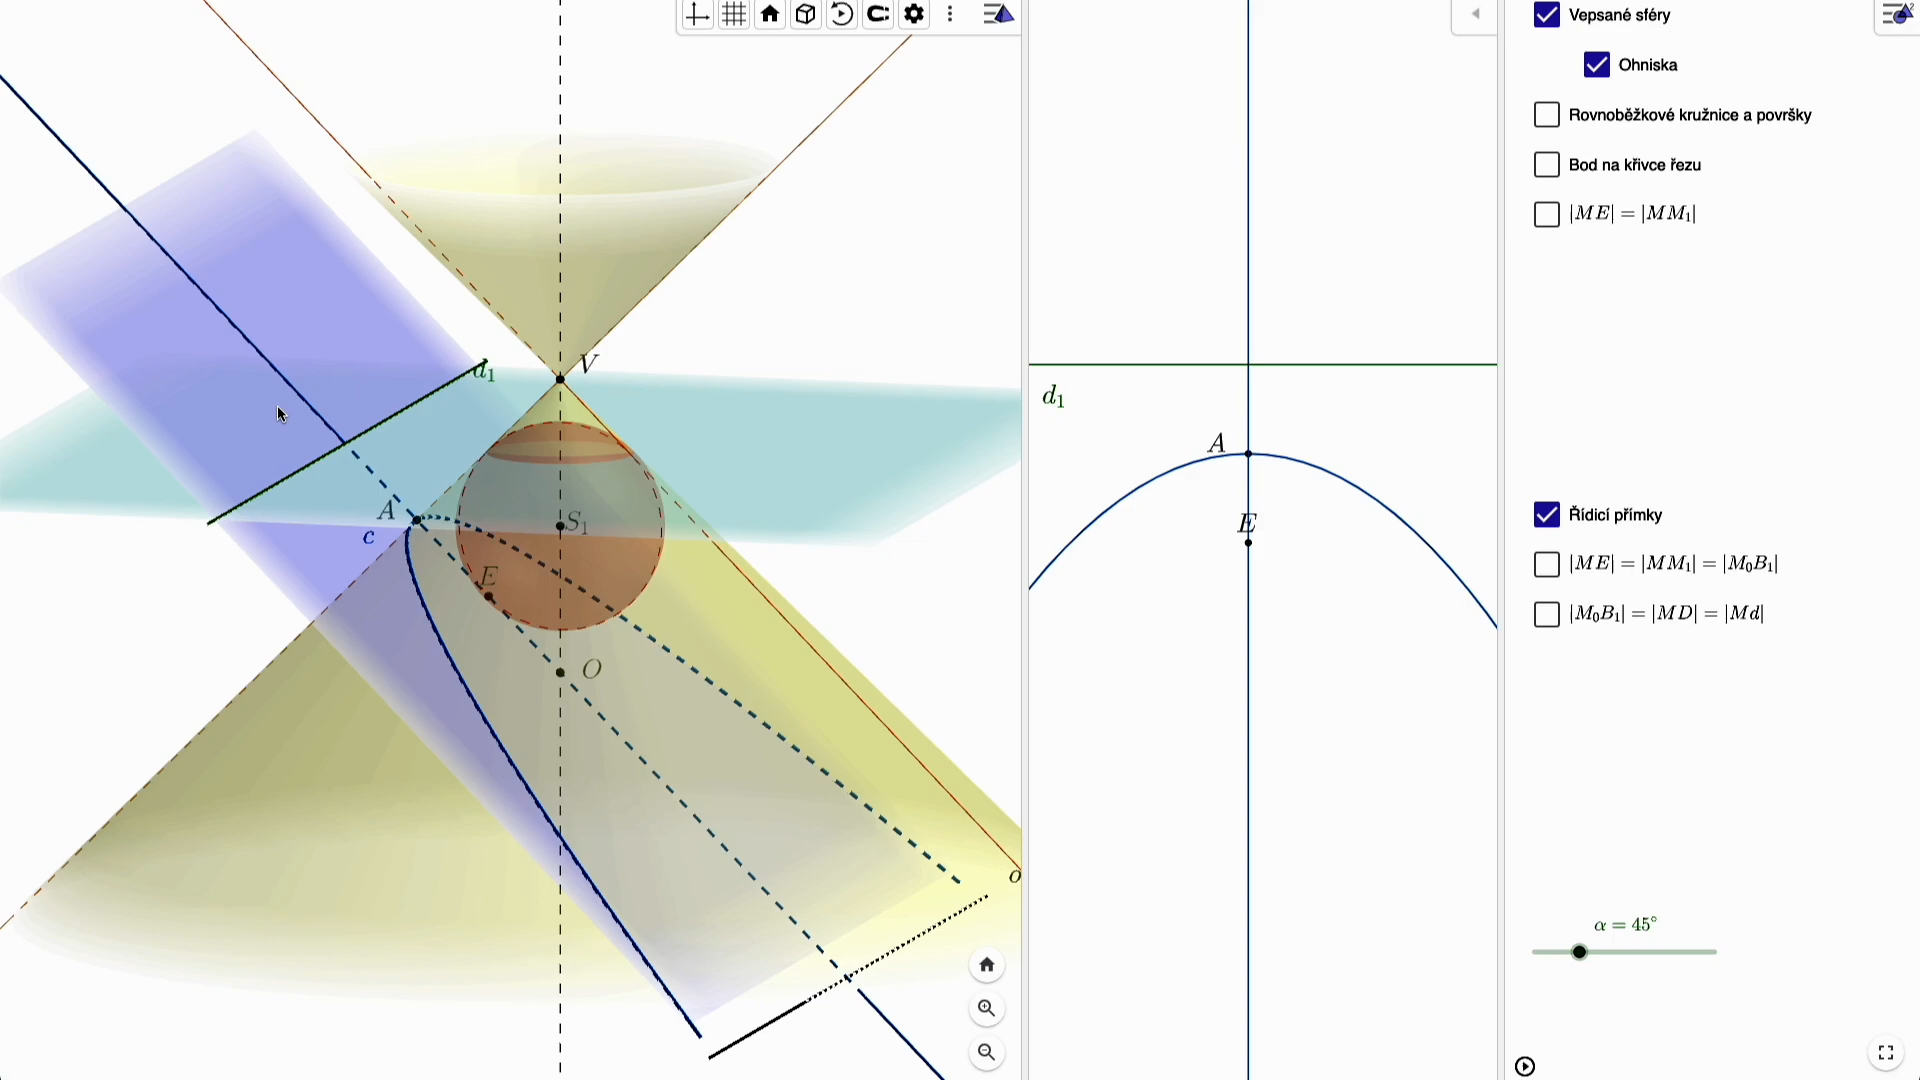 V
d₁
A
c
S₁
E
O
o
d₁
A
E
Vepsané sféry
Ohniska
Rovnoběžkové kružnice a površky
Bod na křivce řezu
|ME| = |MM₁|
Řídicí přímky
|ME| = |MM₁| = |M₀B₁|
|M₀B₁| = |MD| = |Md|
α = 45°